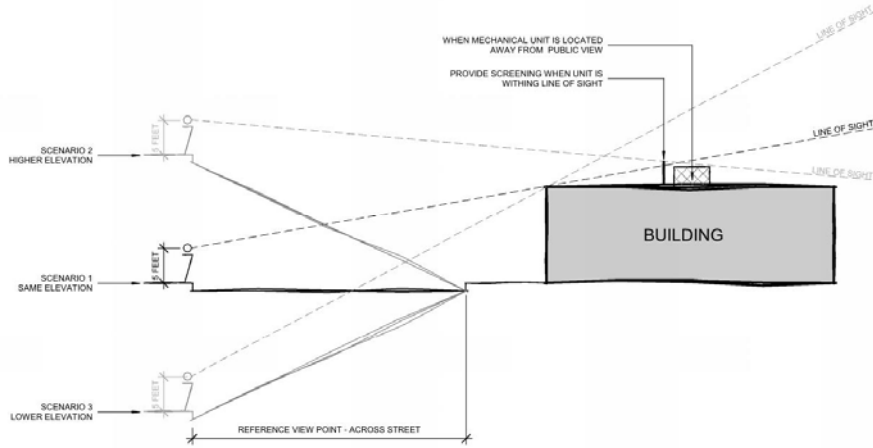 LINE OF SIGHT
WHEN MECHANICAL UNIT IS LOCATED
AWAY FROM PUBLIC VIEW
PROVIDE SCREENING WHEN UNIT IS
WITHING LINE OF SIGHT
LINE OF SIGHT
5 FEET
SCENARIO 2
HIGHER ELEVATION
LINE OF SIGHT
BUILDING
5 FEET
SCENARIO 1
SAME ELEVATION
5 FEET
SCENARIO 3
LOWER ELEVATION
REFERENCE VIEW POINT - ACROSS STREET